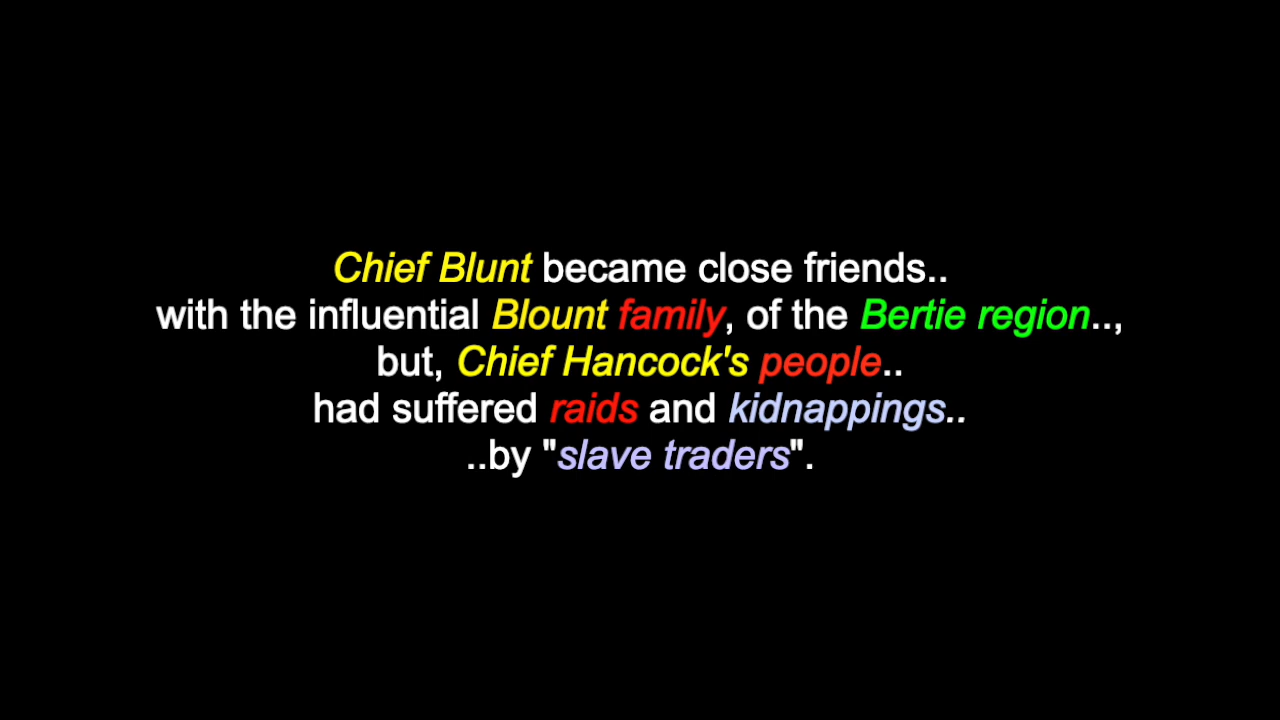 Chief Blunt became close friends..
with the influential Blount family, of the Bertie region..,
but, Chief Hancock's people..
had suffered raids and kidnappings..
..by "slave traders".